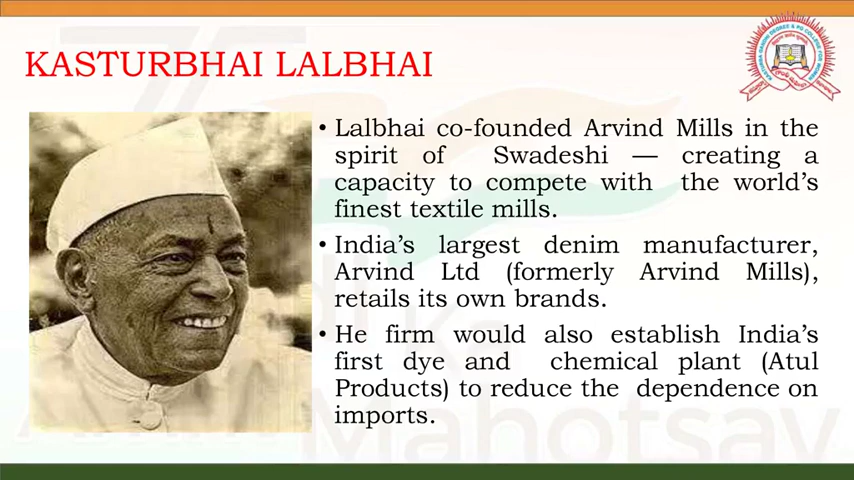 KASTURBHAI LALBHAI
• Lalbhai co-founded Arvind Mills in the
spirit of Swadeshi — creating a
capacity to compete with the world's
finest textile mills.
• India's largest denim manufacturer,
Arvind Ltd (formerly Arvind Mills),
retails its own brands.
• He firm would also establish India's
first dye and chemical plant (Atul
Products) to reduce the dependence on
imports.
Mahotsav